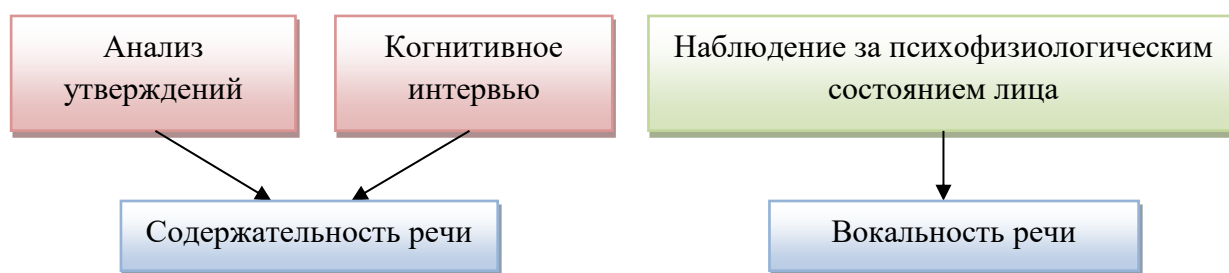 Анализ
утверждений
Когнитивное
интервью
Наблюдение за психофизиологическим
состоянием лица
Содержательность речи
Вокальность речи